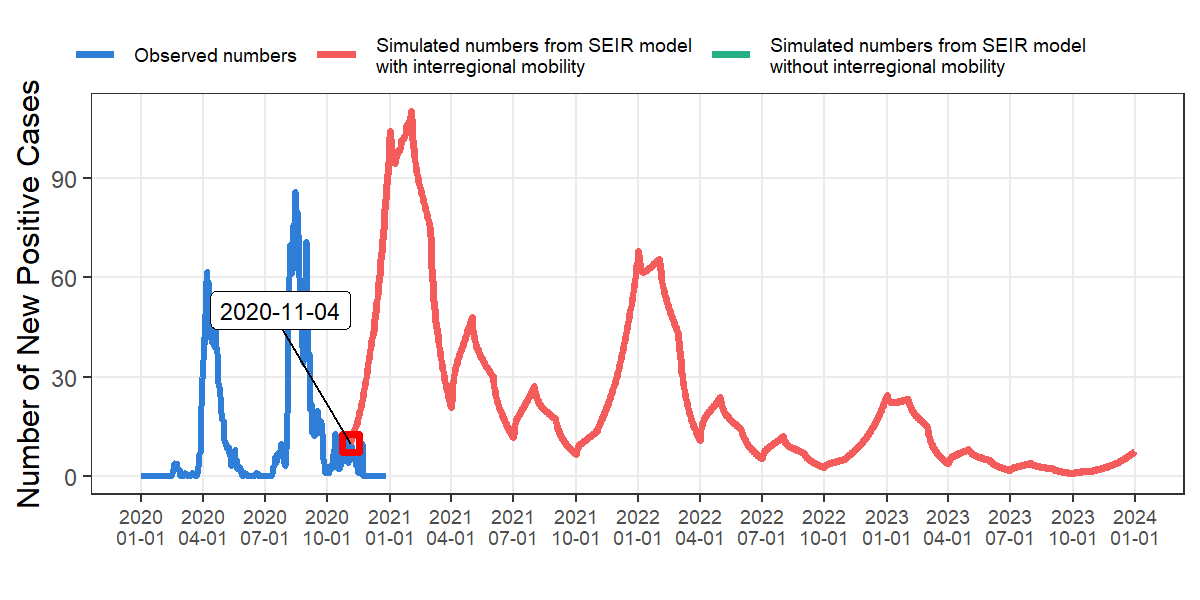 Observed numbers
Simulated numbers from SEIR model
with interregional mobility
Simulated numbers from SEIR model
without interregional mobility
Number of New Positive Cases
90
60
30
0
2020-11-04
2020 2020 2020 2020 2021 2021 2021 2021 2022 2022 2022 2022 2023 2023 2023 2023 2024
01-01 04-01 07-01 10-01 01-01 04-01 07-01 10-01 01-01 04-01 07-01 10-01 01-01 04-01 07-01 10-01 01-01